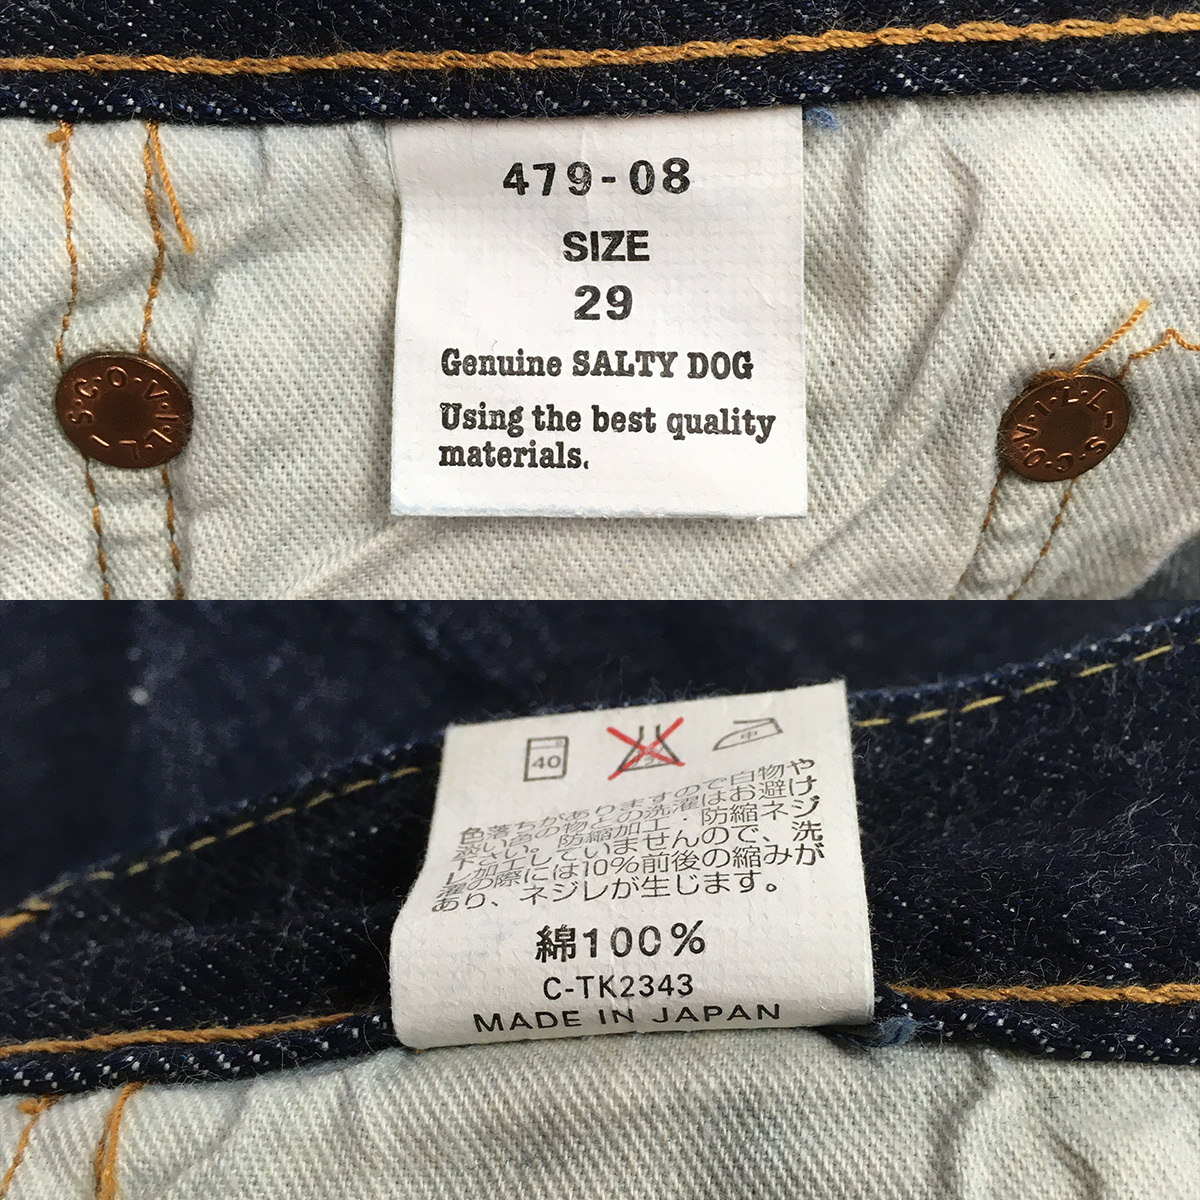 479-08
SIZE
29
Genuine SALTY DOG
Using the best quality
materials.
SCOVILL
SCOVILL
40
中
色落ちがありますので白物や
淡い色の物との洗濯はお避け
下さい。防縮加工・防縮ネジ
レ加工していませんので、洗
濯の際には10%前後の縮みが
あり、ネジレが生じます。
綿100%
C-TK2343
MADE IN JAPAN